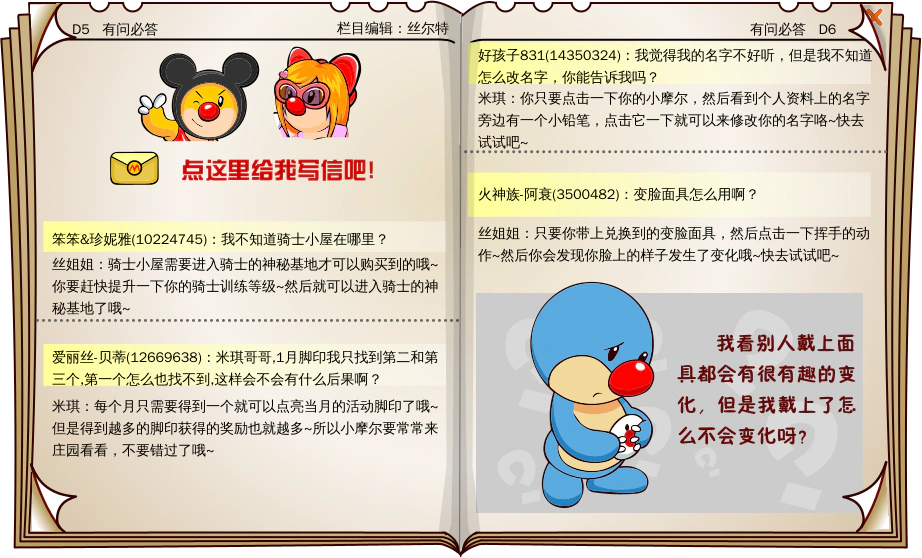 D5 有问必答
栏目编辑：丝尔特
点这里给我写信吧!
笨笨&珍妮雅(10224745)：我不知道骑士小屋在哪里？
丝姐姐：骑士小屋需要进入骑士的神秘基地才可以购买到的哦~
你要赶快提升一下你的骑士训练等级~然后就可以进入骑士的神
秘基地了哦~
爱丽丝-贝蒂(12669638)：米琪哥哥,1月脚印我只找到第二和第
三个,第一个怎么也找不到,这样会不会有什么后果啊？
米琪：每个月只需要得到一个就可以点亮当月的活动脚印了哦~
但是得到越多的脚印获得的奖励也就越多~所以小摩尔要常常来
庄园看看，不要错过了哦~
有问必答 D6
好孩子831(14350324)：我觉得我的名字不好听，但是我不知道
怎么改名字，你能告诉我吗？
米琪：你只要点击一下你的小摩尔，然后看到个人资料上的名字
旁边有一个小铅笔，点击它一下就可以来修改你的名字咯~快去
试试吧~
火神族-阿衰(3500482)：变脸面具怎么用啊？
丝姐姐：只要你带上兑换到的变脸面具，然后点击一下挥手的动
作~然后你会发现你脸上的样子发生了变化哦~快去试试吧~
我看别人戴上面
具都会有很有趣的变
化，但是我戴上了怎
么不会变化呀?